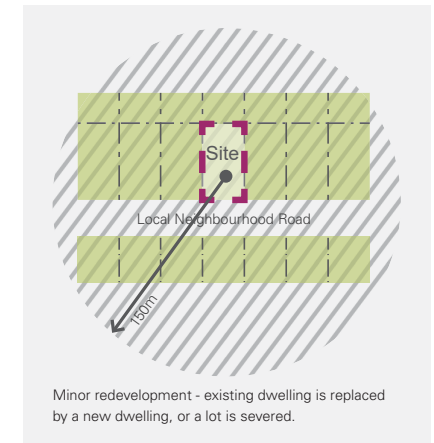 Site
Local Neighbourhood Road
150m
Minor redevelopment - existing dwelling is replaced
by a new dwelling, or a lot is severed.